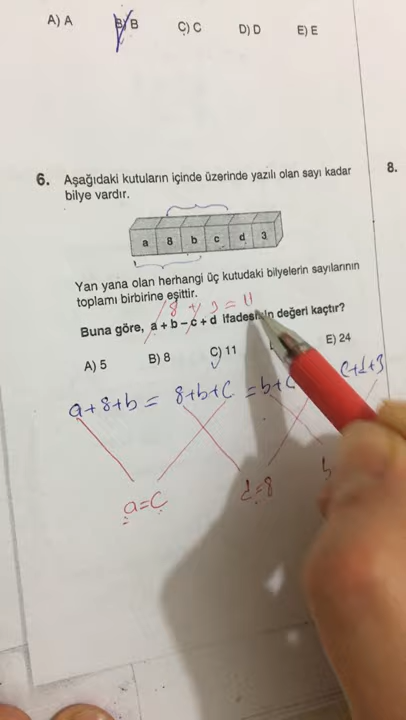 A) A B) B C) C D) D E) E
6. Aşağıdaki kutuların içinde üzerinde yazılı olan sayı kadar
bilye vardır.
8.
a 8 b c d 3
Yan yana olan herhangi üç kutudaki bilyelerin sayılarının
toplamı birbirine eşittir.
8 + 3 = 11
Buna göre, a + b – c + d ifadesinin değeri kaçtır?
A) 5 B) 8 C) 11 E) 24
a+8+b = 8+b+c = b+c c+d+3
a=c d=8 b